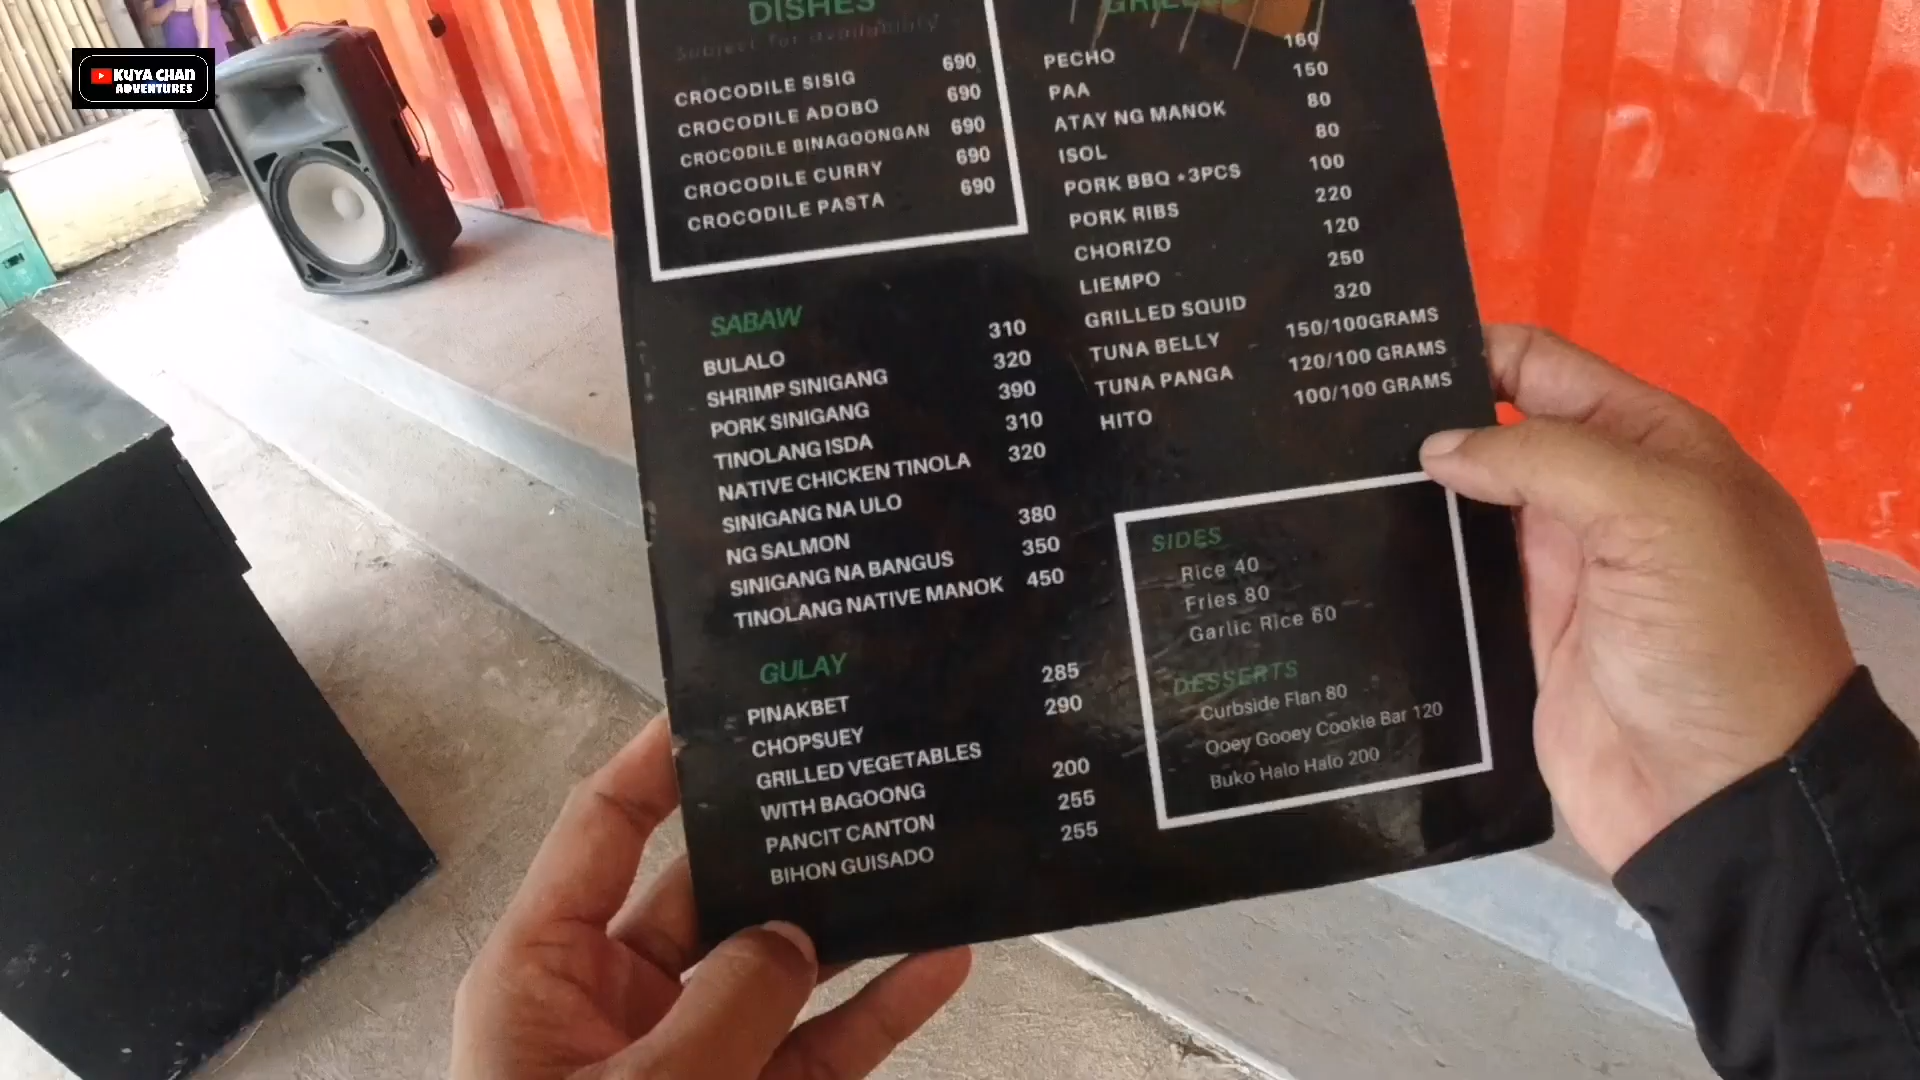 KUYA CHAN
ADVENTURES
DISHES
Subject for availability
CROCODILE SISIG 690
CROCODILE ADOBO 690
CROCODILE BINAGOONGAN 690
CROCODILE CURRY 690
CROCODILE PASTA 690
SABAW
BULALO 310
SHRIMP SINIGANG 320
PORK SINIGANG 390
TINOLANG ISDA 310
NATIVE CHICKEN TINOLA 320
SINIGANG NA ULO
NG SALMON 380
SINIGANG NA BANGUS 350
TINOLANG NATIVE MANOK 450
GULAY
PINAKBET 285
CHOPSUEY 290
GRILLED VEGETABLES
WITH BAGOONG 200
PANCIT CANTON 255
BIHON GUISADO 255
GRILLED
PECHO 160
PAA 150
ATAY NG MANOK 80
ISOL 80
PORK BBQ *3PCS 100
PORK RIBS 220
CHORIZO 120
LIEMPO 250
GRILLED SQUID 320
TUNA BELLY 150/100GRAMS
TUNA PANGA 120/100 GRAMS
HITO 100/100 GRAMS
SIDES
Rice 40
Fries 80
Garlic Rice 60
DESSERTS
Curbside Flan 80
Ooey Gooey Cookie Bar 120
Buko Halo Halo 200